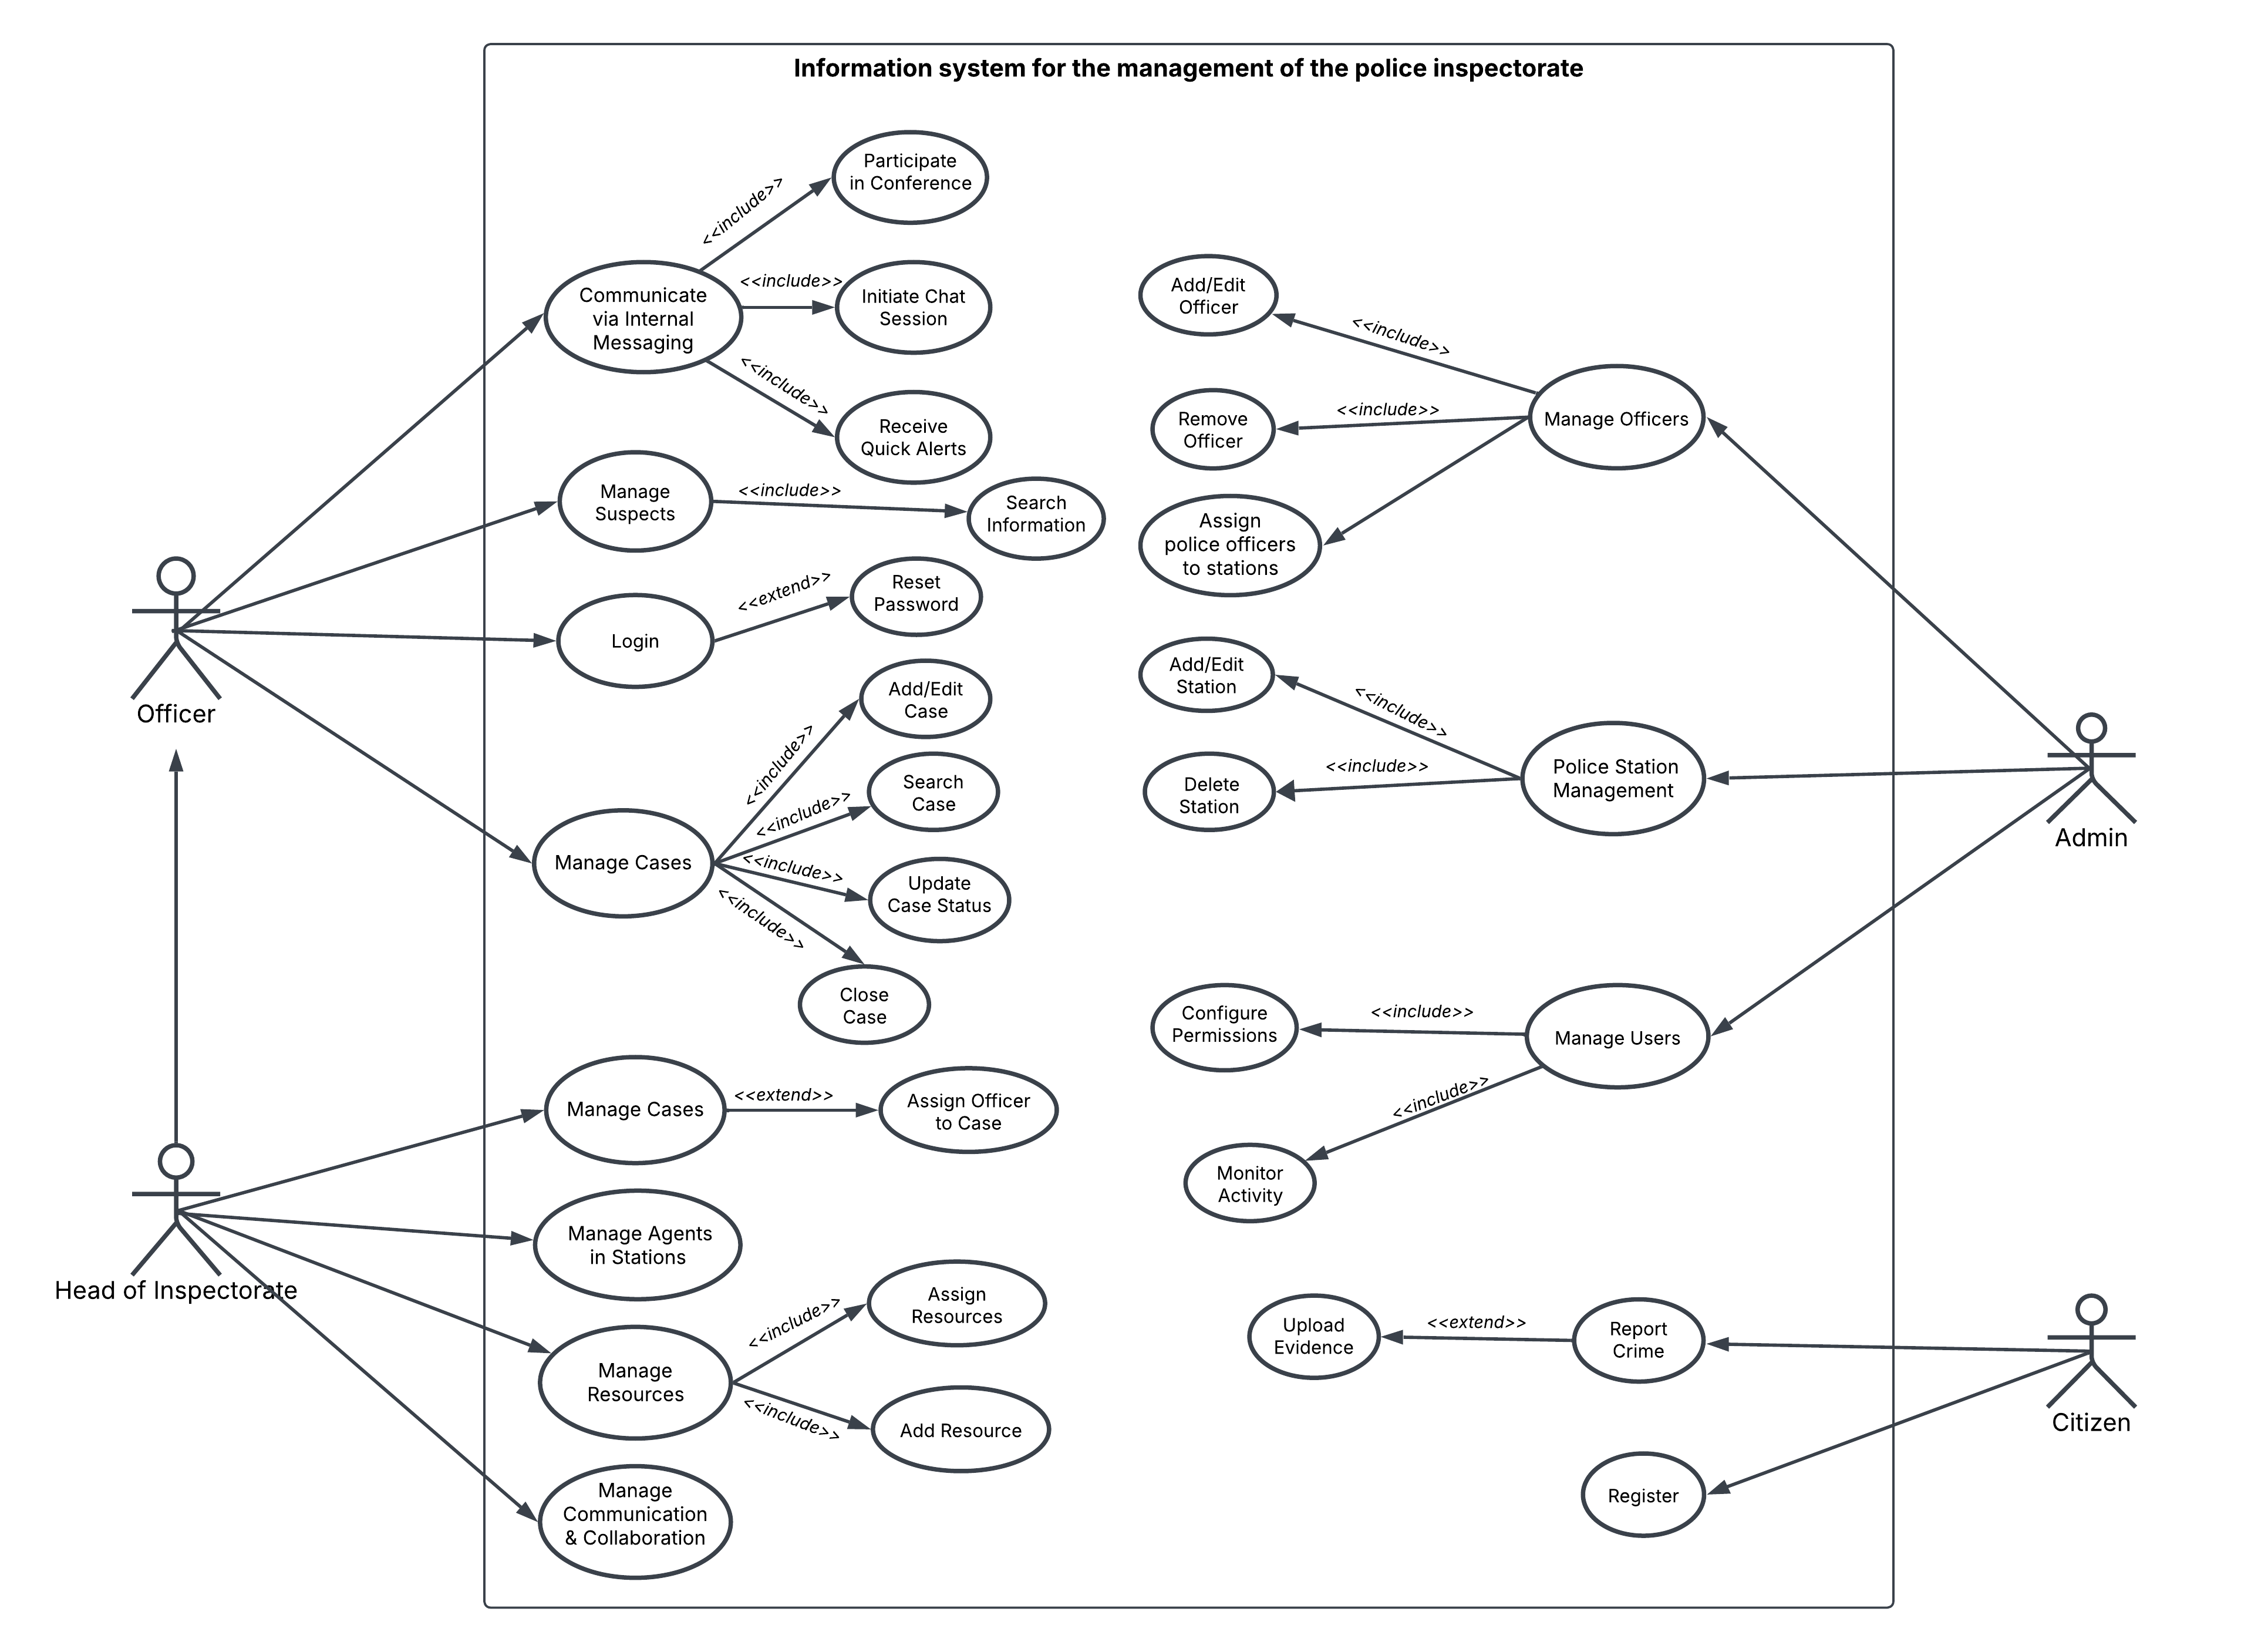 Information system for the management of the police inspectorate
Participate
in Conference
<<include>>
Communicate
via Internal
Messaging
<<include>>
Initiate Chat
Session
<<include>>
Receive
Quick Alerts
Manage
Suspects
<<include>>
Search
Information
Login
<<extend>>
Reset
Password
Officer
Manage Cases
<<include>>
Add/Edit
Case
<<include>>
Search
Case
<<include>>
Update
Case Status
<<include>>
Close
Case
Manage Cases
<<extend>>
Assign Officer
to Case
Manage Agents
in Stations
Head of Inspectorate
Manage
Resources
<<include>>
Assign
Resources
<<include>>
Add Resource
Manage
Communication
& Collaboration
Add/Edit
Officer
<<include>>
Remove
Officer
<<include>>
Manage Officers
Assign
police officers
to stations
Add/Edit
Station
<<include>>
Delete
Station
<<include>>
Police Station
Management
Admin
Configure
Permissions
<<include>>
Manage Users
<<include>>
Monitor
Activity
Upload
Evidence
<<extend>>
Report
Crime
Citizen
Register